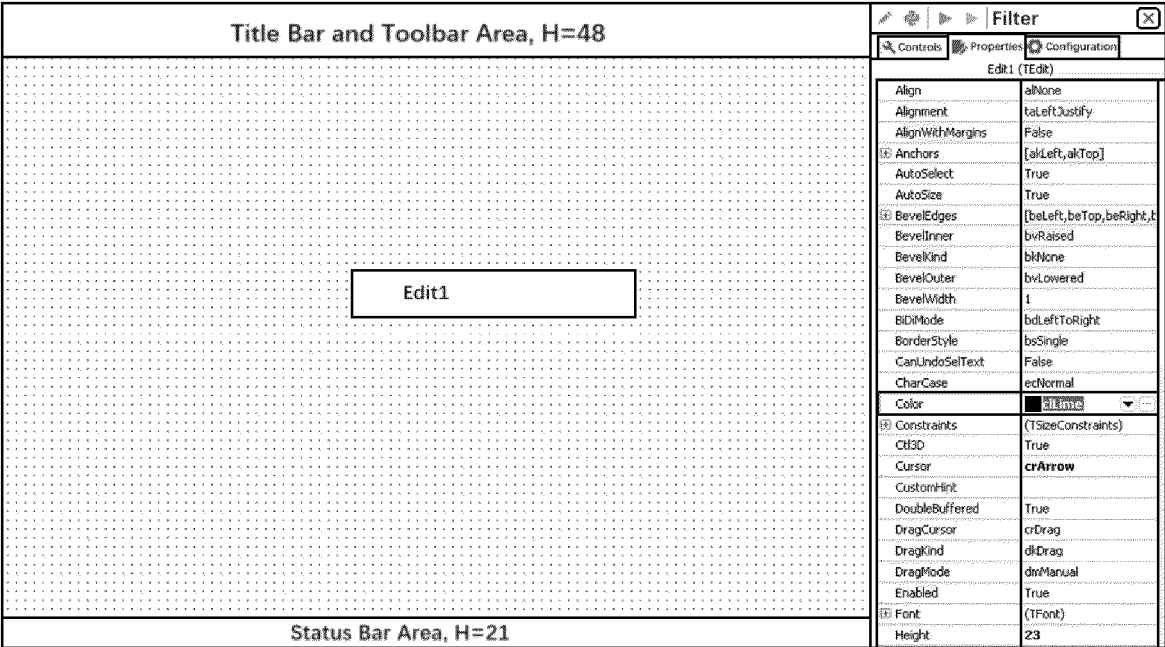 Title Bar and Toolbar Area, H=48
Edit1
Status Bar Area, H=21
Filter
Controls Properties Configuration
Edit1 (TEdit)
Align alNone
Alignment taLeftJustify
AlignWithMargins False
Anchors [akLeft,akTop]
AutoSelect True
AutoSize True
BevelEdges [beLeft,beTop,beRight,b
BevelInner bvRaised
BevelKind bkNone
BevelOuter bvLowered
BevelWidth 1
BiDiMode bdLeftToRight
BorderStyle bsSingle
CanUndoSelText False
CharCase ecNormal
Color clLime
Constraints (TSizeConstraints)
Ctl3D True
Cursor crArrow
CustomHint
DoubleBuffered True
DragCursor crDrag
DragKind dkDrag
DragMode dmManual
Enabled True
Font (TFont)
Height 23